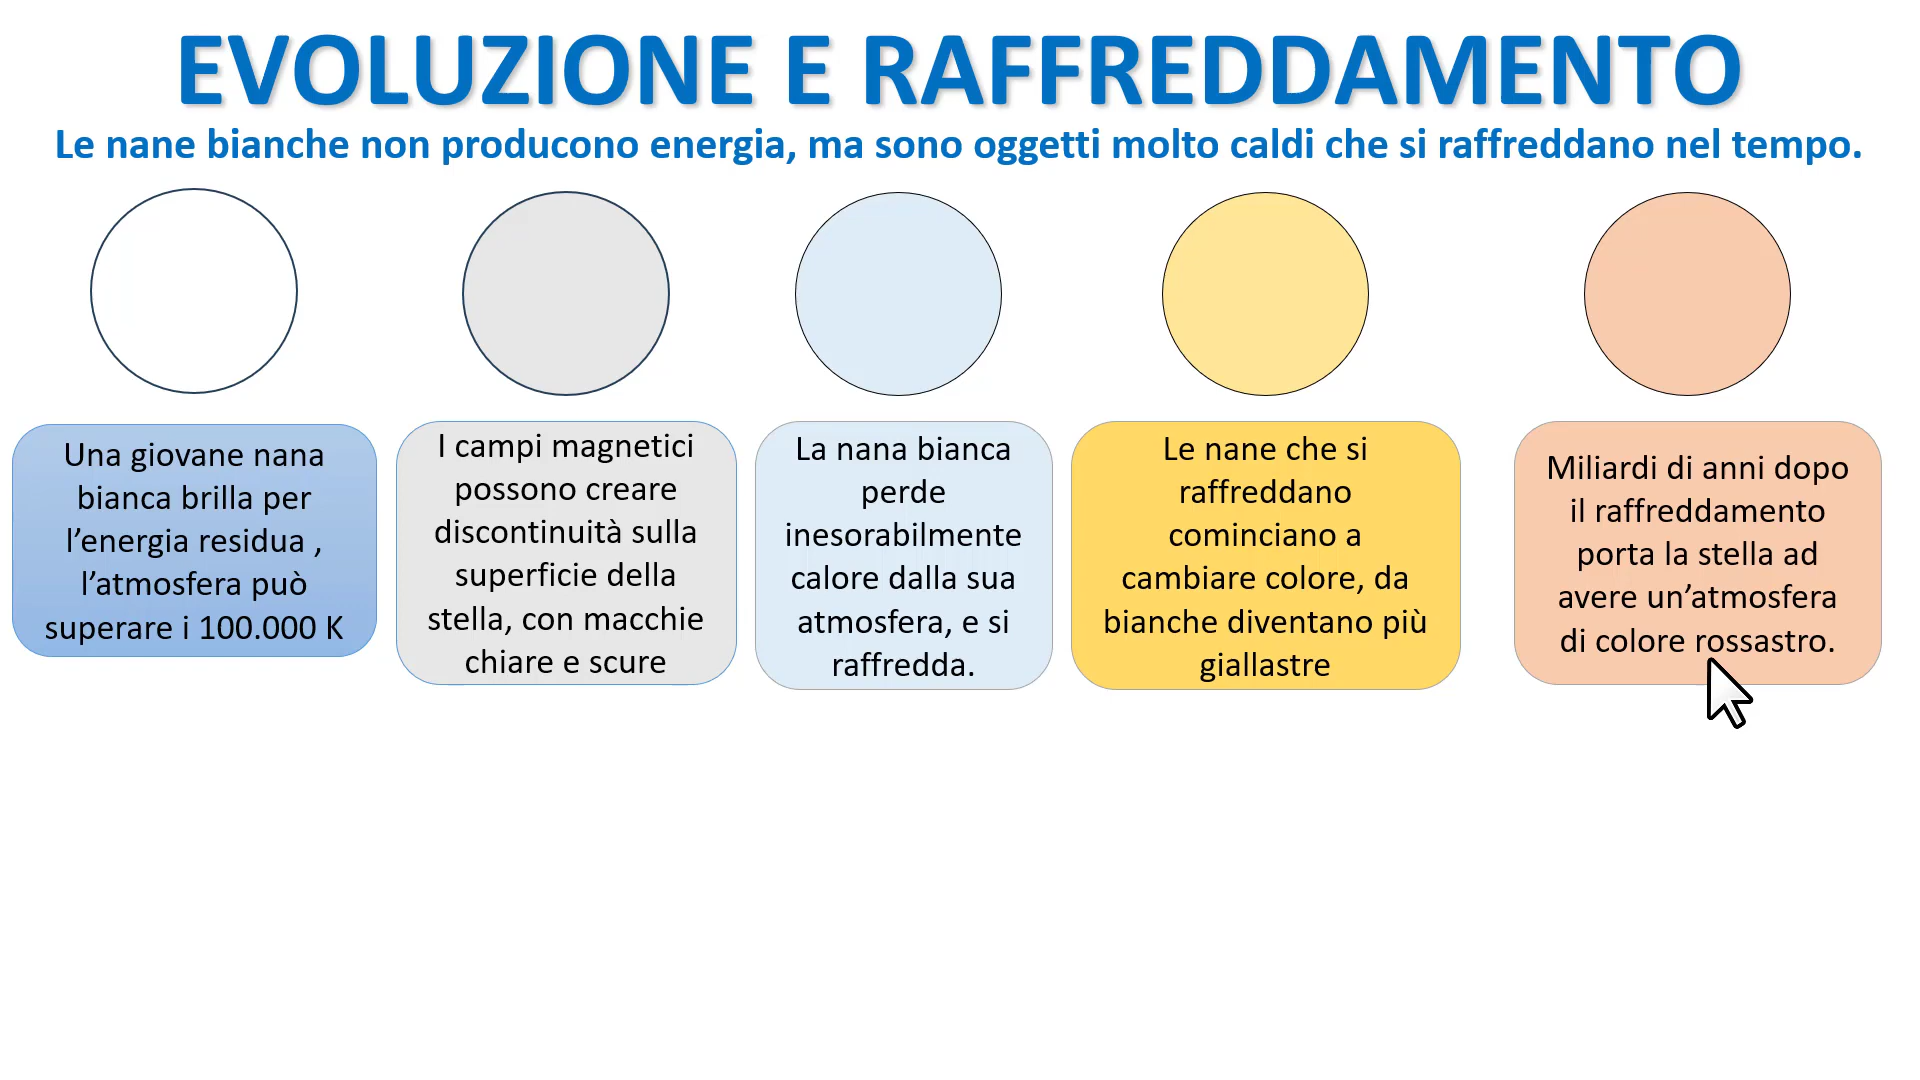 EVOLUZIONE E RAFFREDDAMENTO
Le nane bianche non producono energia, ma sono oggetti molto caldi che si raffreddano nel tempo.
Una giovane nana
bianca brilla per
l’energia residua ,
l’atmosfera può
superare i 100.000 K
I campi magnetici
possono creare
discontinuità sulla
superficie della
stella, con macchie
chiare e scure
La nana bianca
perde
inesorabilmente
calore dalla sua
atmosfera, e si
raffredda.
Le nane che si
raffreddano
cominciano a
cambiare colore, da
bianche diventano più
giallastre
Miliardi di anni dopo
il raffreddamento
porta la stella ad
avere un’atmosfera
di colore rossastro.